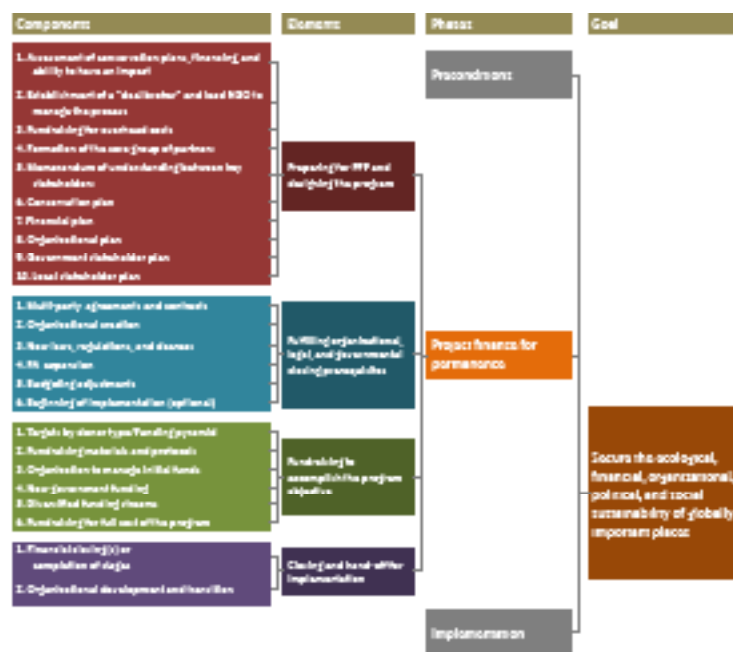 Components
Elements
Phases
Goal
1. Assessment of conservation plans, financing, and
ability to have an impact
2. Establishment of a "deal broker" and lead NGO to
manage the process
3. Fundraising for overhead costs
4. Formation of the core group of partners
5. Memorandum of understanding between key
stakeholders
6. Conservation plan
7. Financial plan
8. Organizational plan
9. Government stakeholder plan
10. Local stakeholder plan
Preparing for PFP and
designing the program
Preconditions
1. Multi-party agreements and contracts
2. Organizational creation
3. New laws, regulations, and decrees
4. PA expansion
5. Budgeting adjustments
6. Beginning of implementation (optional)
Fulfilling organizational,
legal, and governmental
closing prerequisites
Project finance for
permanence
1. Targets by donor type/Funding pyramid
2. Fundraising materials and protocols
3. Organization to manage initial funds
4. New government funding
5. Diversified funding streams
6. Fundraising for full cost of the program
Fundraising to
accomplish the program
objective
Secure the ecological,
financial, organizational,
political, and social
sustainability of globally
important places
1. Financial closing(s) or
completion of stages
2. Organizational development and transition
Closing and hand-off for
implementation
Implementation